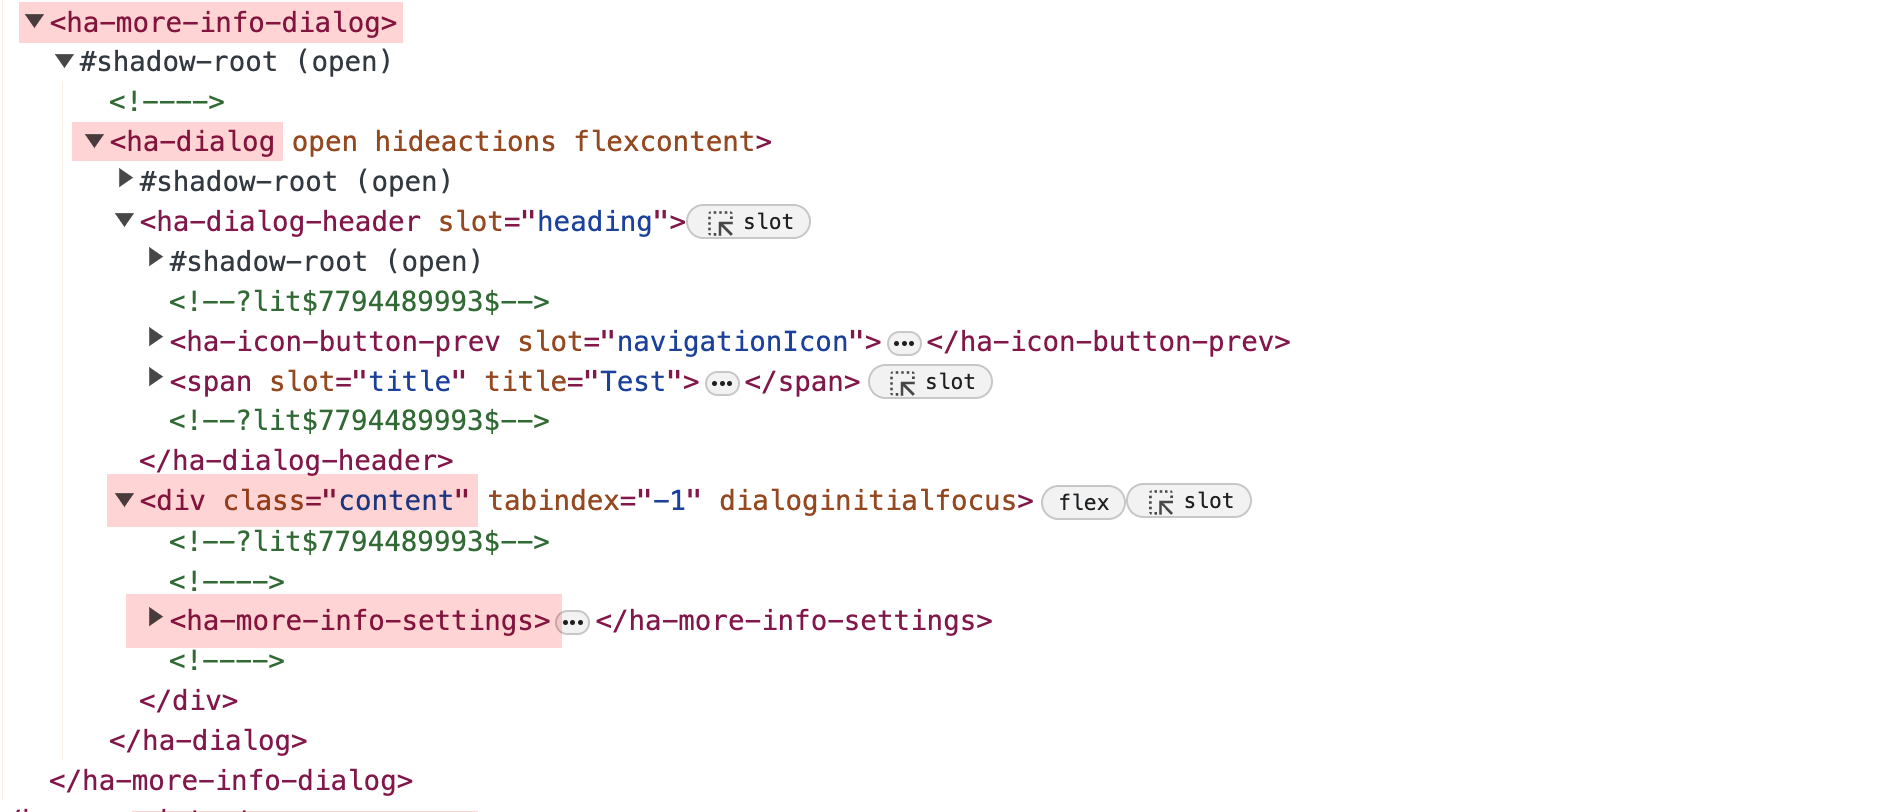 <ha-more-info-dialog>
#shadow-root (open)
<!---->
<ha-dialog open hideactions flexcontent>
#shadow-root (open)
<ha-dialog-header slot="heading"> slot
#shadow-root (open)
<!--?lit$7794489993$-->
<ha-icon-button-prev slot="navigationIcon"> ••• </ha-icon-button-prev>
<span slot="title" title="Test"> ••• </span> slot
<!--?lit$7794489993$-->
</ha-dialog-header>
<div class="content" tabindex="-1" dialoginitialfocus> flex slot
<!--?lit$7794489993$-->
<!---->
<ha-more-info-settings> ••• </ha-more-info-settings>
<!---->
</div>
</ha-dialog>
</ha-more-info-dialog>